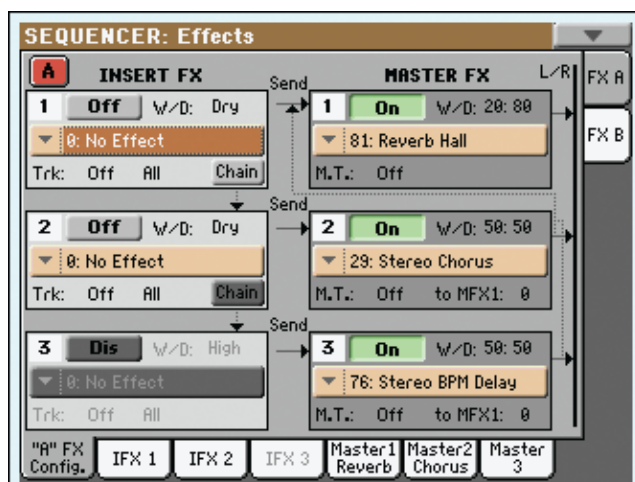 SEQUENCER: Effects
A INSERT FX Send MASTER FX L/R FX A
1 Off W/D: Dry 1 On W/D: 20:80
0: No Effect 81: Reverb Hall FX B
Trk: Off All Chain M.T.: Off
Send
2 Off W/D: Dry 2 On W/D: 50:50
0: No Effect 29: Stereo Chorus
Trk: Off All Chain M.T.: Off to MFX1: 0
Send
3 Dis W/D: High 3 On W/D: 50:50
0: No Effect 76: Stereo BPM Delay
Trk: Off All M.T.: Off to MFX1: 0
"A" FX Config. IFX 1 IFX 2 IFX 3 Master1 Reverb Master2 Chorus Master 3